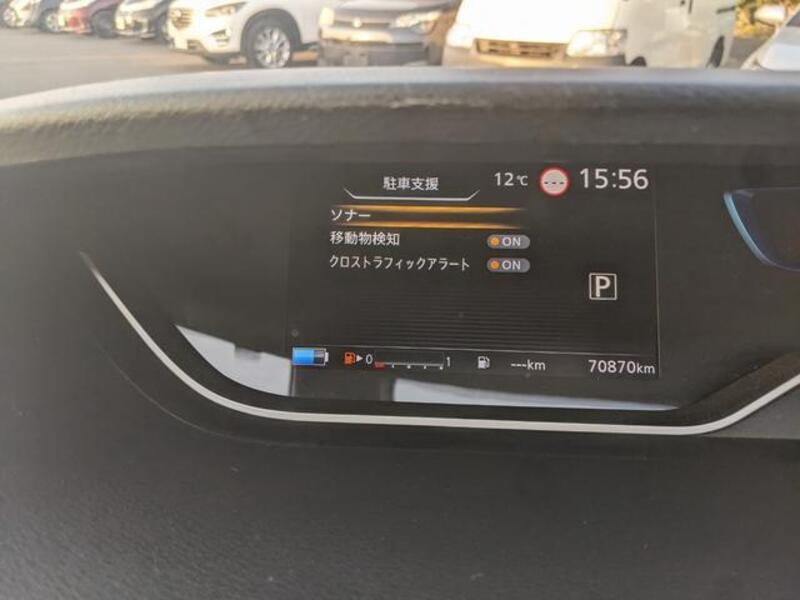 駐車支援 12℃ 15:56
ソナー
移動物検知 ON
クロストラフィックアラート ON
P
0 1 ---km 70870km